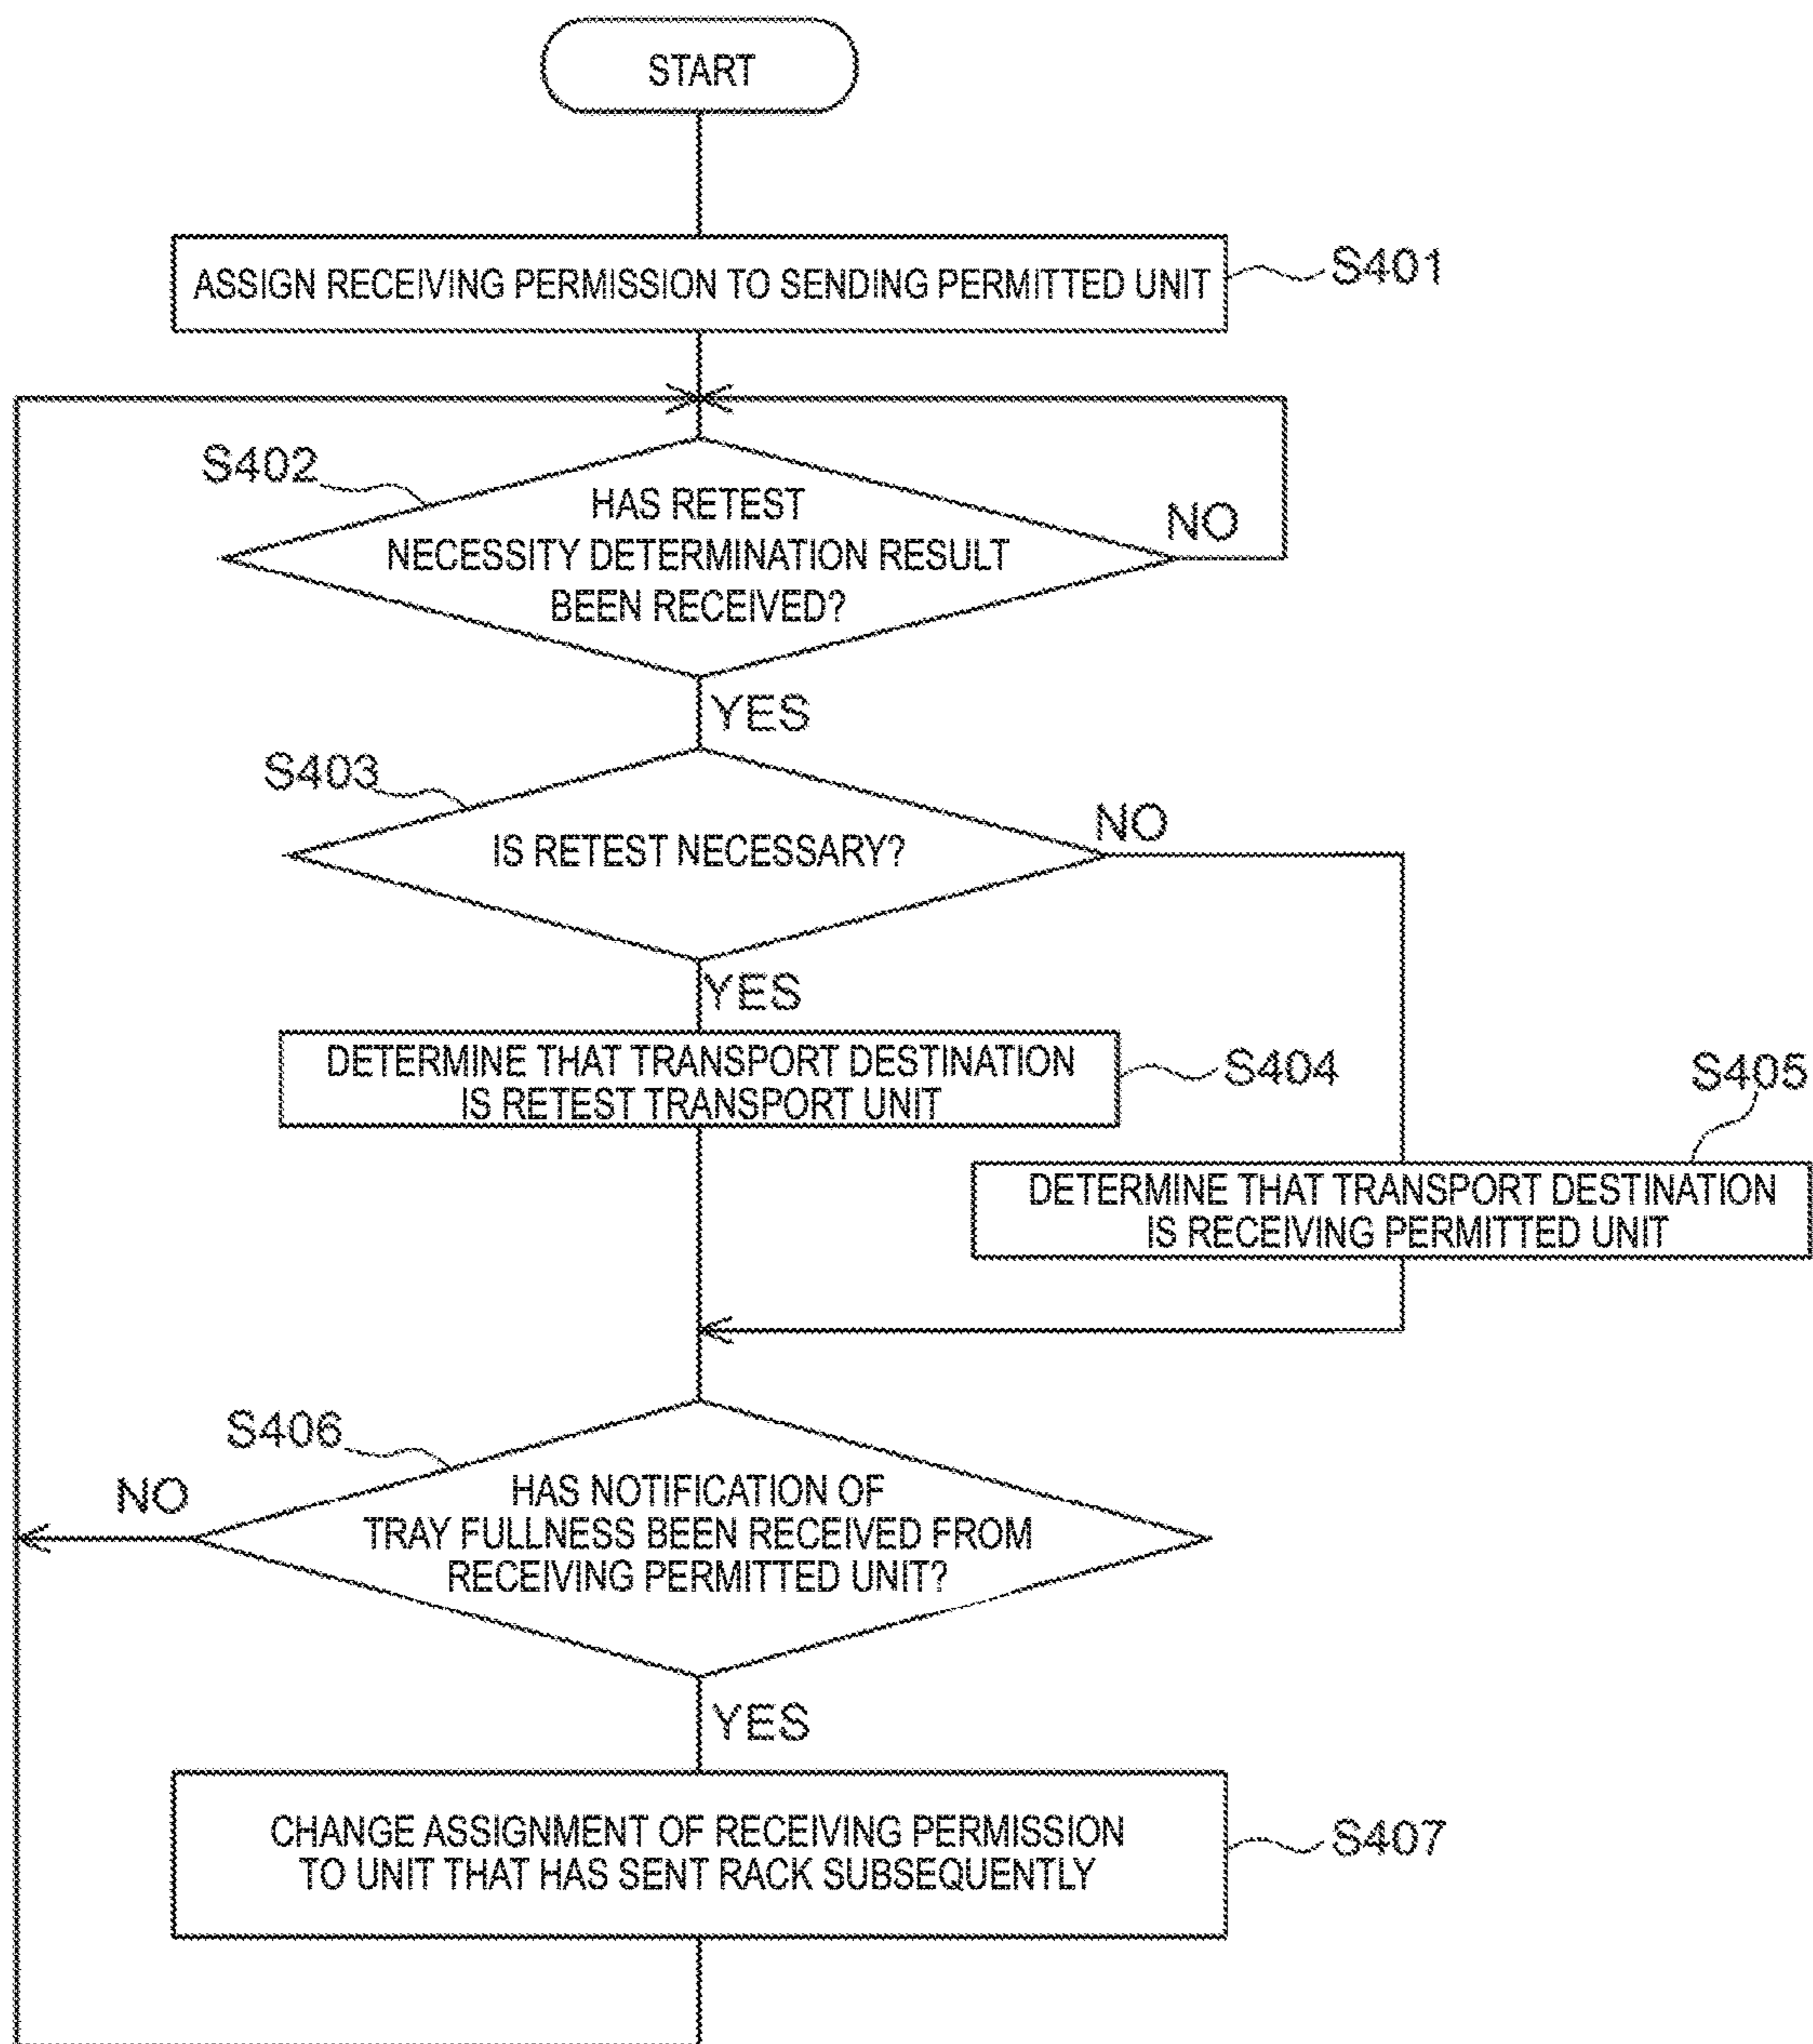 START
ASSIGN RECEIVING PERMISSION TO SENDING PERMITTED UNIT
S401
S402
HAS RETEST
NECESSITY DETERMINATION RESULT
BEEN RECEIVED?
NO
YES
S403
IS RETEST NECESSARY?
NO
YES
DETERMINE THAT TRANSPORT DESTINATION
IS RETEST TRANSPORT UNIT
S404
S405
DETERMINE THAT TRANSPORT DESTINATION
IS RECEIVING PERMITTED UNIT
S406
NO
HAS NOTIFICATION OF
TRAY FULLNESS BEEN RECEIVED FROM
RECEIVING PERMITTED UNIT?
YES
CHANGE ASSIGNMENT OF RECEIVING PERMISSION
TO UNIT THAT HAS SENT RACK SUBSEQUENTLY
S407